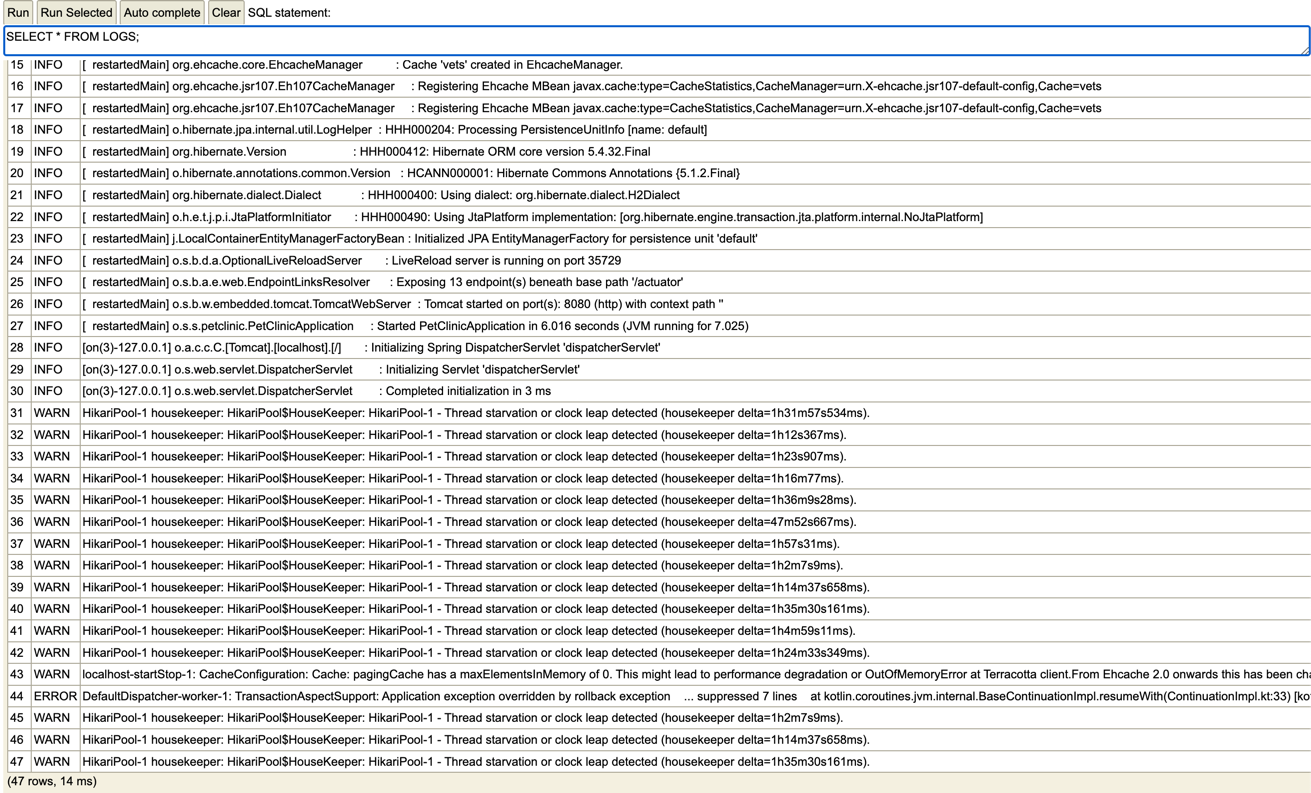 Run Run Selected Auto complete Clear SQL statement:
SELECT * FROM LOGS;
15 INFO [ restartedMain] org.ehcache.core.EhcacheManager : Cache 'vets' created in EhcacheManager.
16 INFO [ restartedMain] org.ehcache.jsr107.Eh107CacheManager : Registering Ehcache MBean javax.cache:type=CacheStatistics,CacheManager=urn.X-ehcache.jsr107-default-config,Cache=vets
17 INFO [ restartedMain] org.ehcache.jsr107.Eh107CacheManager : Registering Ehcache MBean javax.cache:type=CacheStatistics,CacheManager=urn.X-ehcache.jsr107-default-config,Cache=vets
18 INFO [ restartedMain] o.hibernate.jpa.internal.util.LogHelper : HHH000204: Processing PersistenceUnitInfo [name: default]
19 INFO [ restartedMain] org.hibernate.Version : HHH000412: Hibernate ORM core version 5.4.32.Final
20 INFO [ restartedMain] o.hibernate.annotations.common.Version : HCANN000001: Hibernate Commons Annotations {5.1.2.Final}
21 INFO [ restartedMain] org.hibernate.dialect.Dialect : HHH000400: Using dialect: org.hibernate.dialect.H2Dialect
22 INFO [ restartedMain] o.h.e.t.j.p.i.JtaPlatformInitiator : HHH000490: Using JtaPlatform implementation: [org.hibernate.engine.transaction.jta.platform.internal.NoJtaPlatform]
23 INFO [ restartedMain] j.LocalContainerEntityManagerFactoryBean : Initialized JPA EntityManagerFactory for persistence unit 'default'
24 INFO [ restartedMain] o.s.b.d.a.OptionalLiveReloadServer : LiveReload server is running on port 35729
25 INFO [ restartedMain] o.s.b.a.e.web.EndpointLinksResolver : Exposing 13 endpoint(s) beneath base path '/actuator'
26 INFO [ restartedMain] o.s.b.w.embedded.tomcat.TomcatWebServer : Tomcat started on port(s): 8080 (http) with context path ''
27 INFO [ restartedMain] o.s.s.petclinic.PetClinicApplication : Started PetClinicApplication in 6.016 seconds (JVM running for 7.025)
28 INFO [on(3)-127.0.0.1] o.a.c.c.C.[Tomcat].[localhost].[/] : Initializing Spring DispatcherServlet 'dispatcherServlet'
29 INFO [on(3)-127.0.0.1] o.s.web.servlet.DispatcherServlet : Initializing Servlet 'dispatcherServlet'
30 INFO [on(3)-127.0.0.1] o.s.web.servlet.DispatcherServlet : Completed initialization in 3 ms
31 WARN HikariPool-1 housekeeper: HikariPool$HouseKeeper: HikariPool-1 - Thread starvation or clock leap detected (housekeeper delta=1h31m57s534ms).
32 WARN HikariPool-1 housekeeper: HikariPool$HouseKeeper: HikariPool-1 - Thread starvation or clock leap detected (housekeeper delta=1h12s367ms).
33 WARN HikariPool-1 housekeeper: HikariPool$HouseKeeper: HikariPool-1 - Thread starvation or clock leap detected (housekeeper delta=1h23s907ms).
34 WARN HikariPool-1 housekeeper: HikariPool$HouseKeeper: HikariPool-1 - Thread starvation or clock leap detected (housekeeper delta=1h16m77ms).
35 WARN HikariPool-1 housekeeper: HikariPool$HouseKeeper: HikariPool-1 - Thread starvation or clock leap detected (housekeeper delta=1h36m9s28ms).
36 WARN HikariPool-1 housekeeper: HikariPool$HouseKeeper: HikariPool-1 - Thread starvation or clock leap detected (housekeeper delta=47m52s667ms).
37 WARN HikariPool-1 housekeeper: HikariPool$HouseKeeper: HikariPool-1 - Thread starvation or clock leap detected (housekeeper delta=1h57s31ms).
38 WARN HikariPool-1 housekeeper: HikariPool$HouseKeeper: HikariPool-1 - Thread starvation or clock leap detected (housekeeper delta=1h2m7s9ms).
39 WARN HikariPool-1 housekeeper: HikariPool$HouseKeeper: HikariPool-1 - Thread starvation or clock leap detected (housekeeper delta=1h14m37s658ms).
40 WARN HikariPool-1 housekeeper: HikariPool$HouseKeeper: HikariPool-1 - Thread starvation or clock leap detected (housekeeper delta=1h35m30s161ms).
41 WARN HikariPool-1 housekeeper: HikariPool$HouseKeeper: HikariPool-1 - Thread starvation or clock leap detected (housekeeper delta=1h4m59s11ms).
42 WARN HikariPool-1 housekeeper: HikariPool$HouseKeeper: HikariPool-1 - Thread starvation or clock leap detected (housekeeper delta=1h24m33s349ms).
43 WARN localhost-startStop-1: CacheConfiguration: Cache: pagingCache has a maxElementsInMemory of 0. This might lead to performance degradation or OutOfMemoryError at Terracotta client.From Ehcache 2.0 onwards this has been cha
44 ERROR DefaultDispatcher-worker-1: TransactionAspectSupport: Application exception overridden by rollback exception ... suppressed 7 lines at kotlin.coroutines.jvm.internal.BaseContinuationImpl.resumeWith(ContinuationImpl.kt:33) [ko
45 WARN HikariPool-1 housekeeper: HikariPool$HouseKeeper: HikariPool-1 - Thread starvation or clock leap detected (housekeeper delta=1h2m7s9ms).
46 WARN HikariPool-1 housekeeper: HikariPool$HouseKeeper: HikariPool-1 - Thread starvation or clock leap detected (housekeeper delta=1h14m37s658ms).
47 WARN HikariPool-1 housekeeper: HikariPool$HouseKeeper: HikariPool-1 - Thread starvation or clock leap detected (housekeeper delta=1h35m30s161ms).
(47 rows, 14 ms)